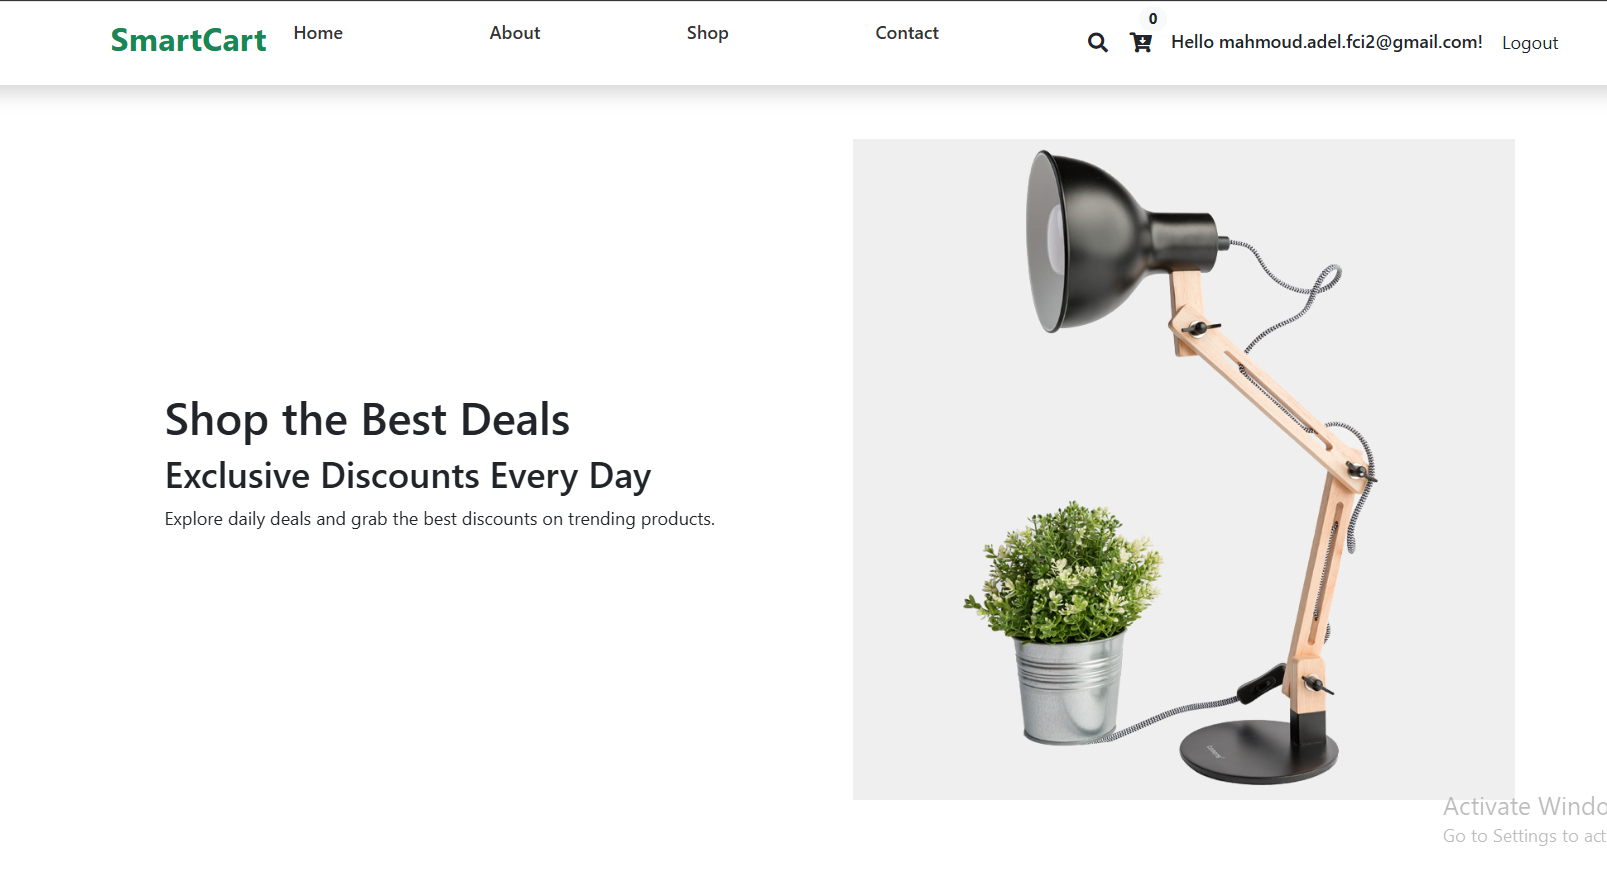 SmartCart
Home
About
Shop
Contact
0
Hello mahmoud.adel.fci2@gmail.com!
Logout
Shop the Best Deals
Exclusive Discounts Every Day
Explore daily deals and grab the best discounts on trending products.
Activate Windo
Go to Settings to act